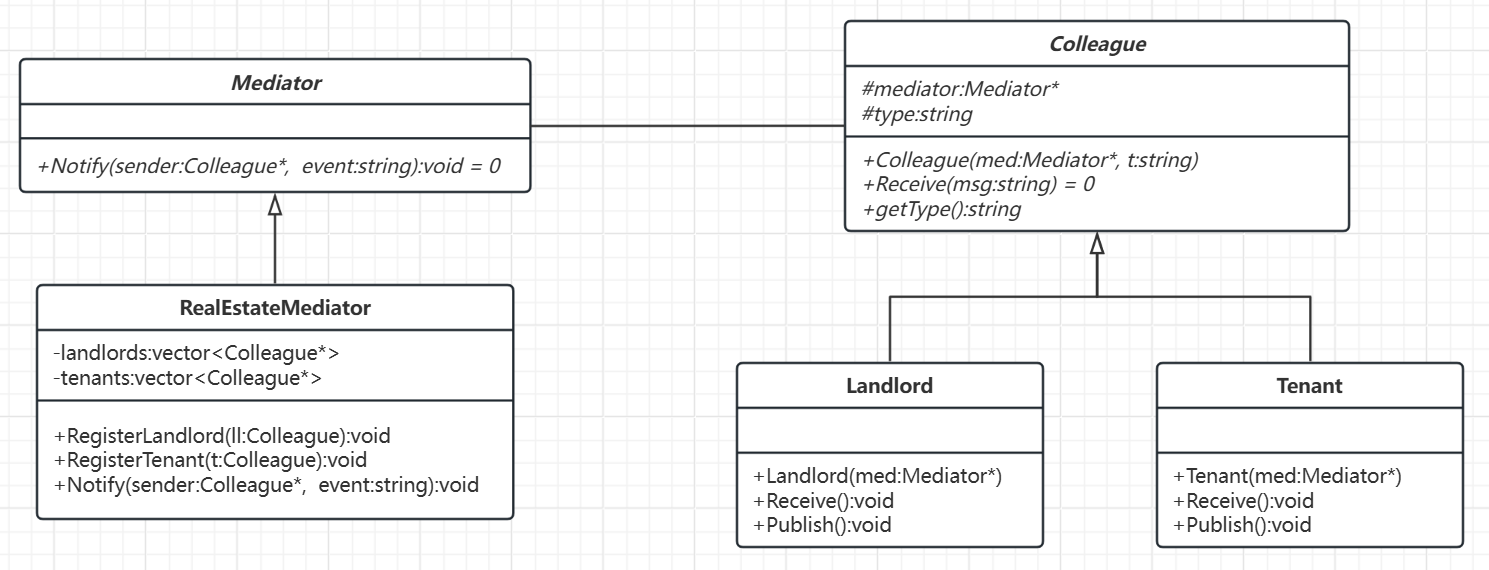 Mediator
+Notify(sender:Colleague*,  event:string):void = 0
Colleague
#mediator:Mediator*
#type:string
+Colleague(med:Mediator*, t:string)
+Receive(msg:string) = 0
+getType():string
RealEstateMediator
-landlords:vector<Colleague*>
-tenants:vector<Colleague*>
+RegisterLandlord(ll:Colleague):void
+RegisterTenant(t:Colleague):void
+Notify(sender:Colleague*,  event:string):void
Landlord
+Landlord(med:Mediator*)
+Receive():void
+Publish():void
Tenant
+Tenant(med:Mediator*)
+Receive():void
+Publish():void